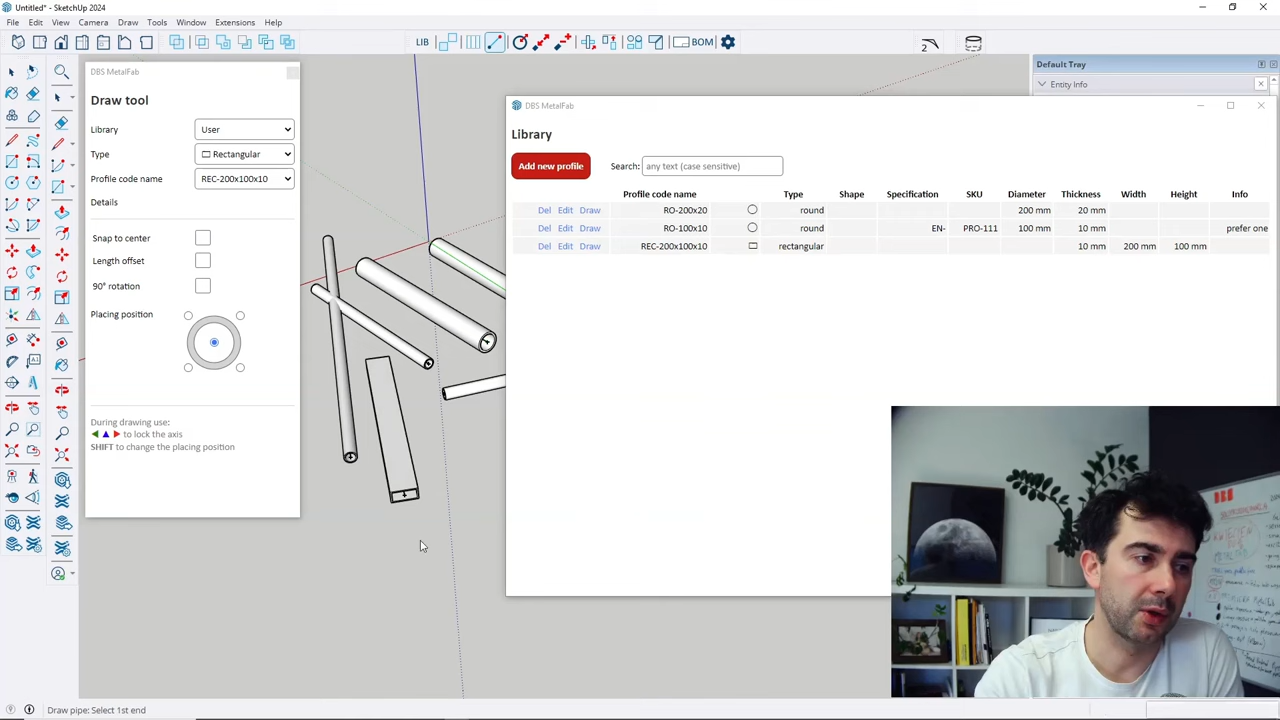 Untitled* - SketchUp 2024
File Edit View Camera Draw Tools Window Extensions Help
LIB BOM 2
DBS MetalFab
Draw tool
Library User
Type Rectangular
Profile code name REC-200x100x10
Details
Snap to center
Length offset
90° rotation
Placing position
During drawing use:
to lock the axis
SHIFT to change the placing position
DBS MetalFab
Library
Add new profile Search: any text (case sensitive)
Profile code name Type Shape Specification SKU Diameter Thickness Width Height Info
Del Edit Draw RO-200x20 round 200 mm 20 mm
Del Edit Draw RO-100x10 round EN- PRO-111 100 mm 10 mm prefer one
Del Edit Draw REC-200x100x10 rectangular 10 mm 200 mm 100 mm
Default Tray
Entity Info
Draw pipe: Select 1st end